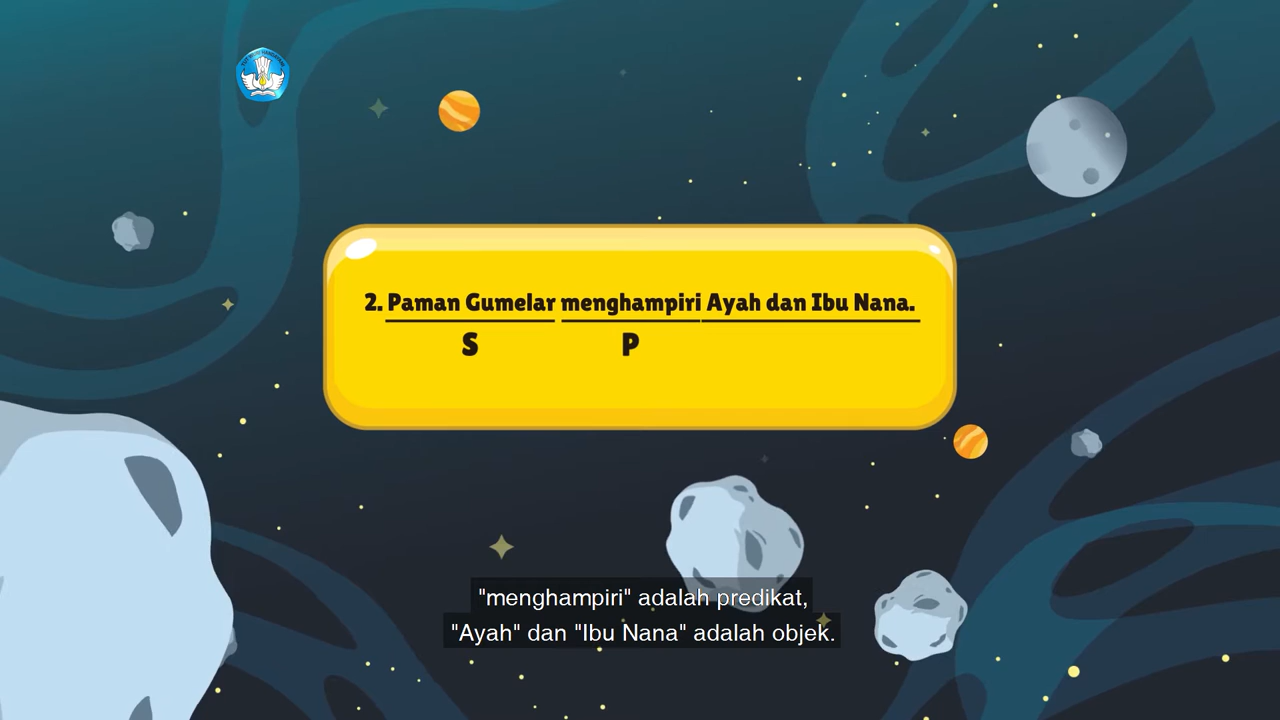 2. Paman Gumelar menghampiri Ayah dan Ibu Nana.
S P
"menghampiri" adalah predikat,
"Ayah" dan "Ibu Nana" adalah objek.